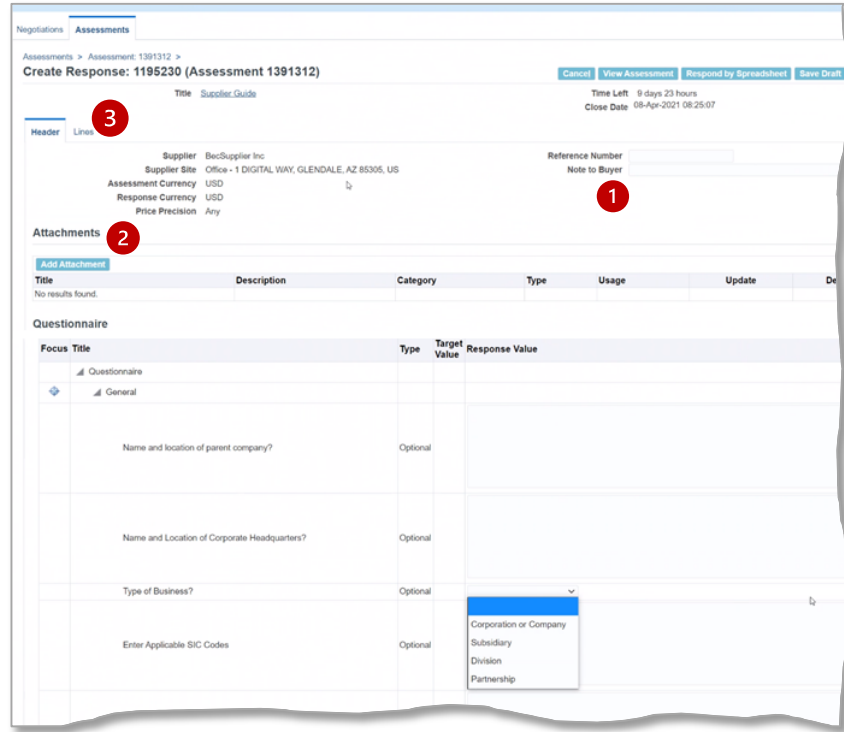 Negotiations Assessments
Assessments > Assessment: 1391312 >
Create Response: 1195230 (Assessment 1391312)
Cancel View Assessment Respond by Spreadsheet Save Draft
Title Supplier Guide
Time Left 9 days 23 hours
Close Date 08-Apr-2021 08:25:07
3
Header Lines
Supplier BecSupplier Inc
Supplier Site Office - 1 DIGITAL WAY, GLENDALE, AZ 85305, US
Assessment Currency USD
Response Currency USD
Price Precision Any
Reference Number
Note to Buyer
1
Attachments 2
Add Attachment
Title Description Category Type Usage Update De
No results found.
Questionnaire
Focus Title Type Target Value Response Value
Questionnaire
General
Name and location of parent company? Optional
Name and Location of Corporate Headquarters? Optional
Type of Business? Optional
Enter Applicable SIC Codes Optional
Corporation or Company
Subsidiary
Division
Partnership